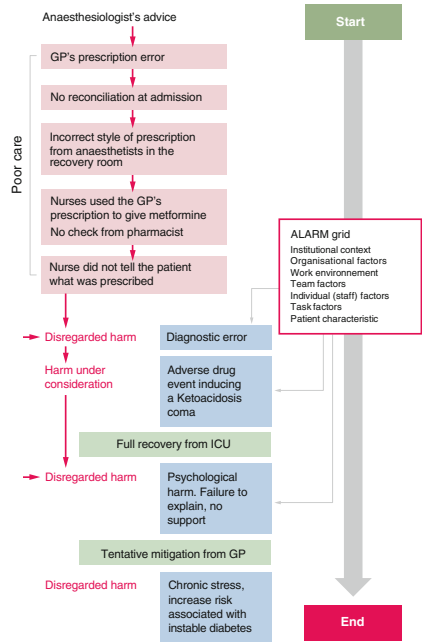 Anaesthesiologist's advice
Start
GP's prescription error
No reconciliation at admission
Incorrect style of prescription
from anaesthetists in the
recovery room
Poor care
Nurses used the GP's
prescription to give metformine
No check from pharmacist
Nurse did not tell the patient
what was prescribed
ALARM grid
Institutional context
Organisational factors
Work environnement
Team factors
Individual (staff) factors
Task factors
Patient characteristic
Disregarded harm
Diagnostic error
Harm under
consideration
Adverse drug
event inducing
a Ketoacidosis
coma
Full recovery from ICU
Disregarded harm
Psychological
harm. Failure to
explain, no
support
Tentative mitigation from GP
Disregarded harm
Chronic stress,
increase risk
associated with
instable diabetes
End